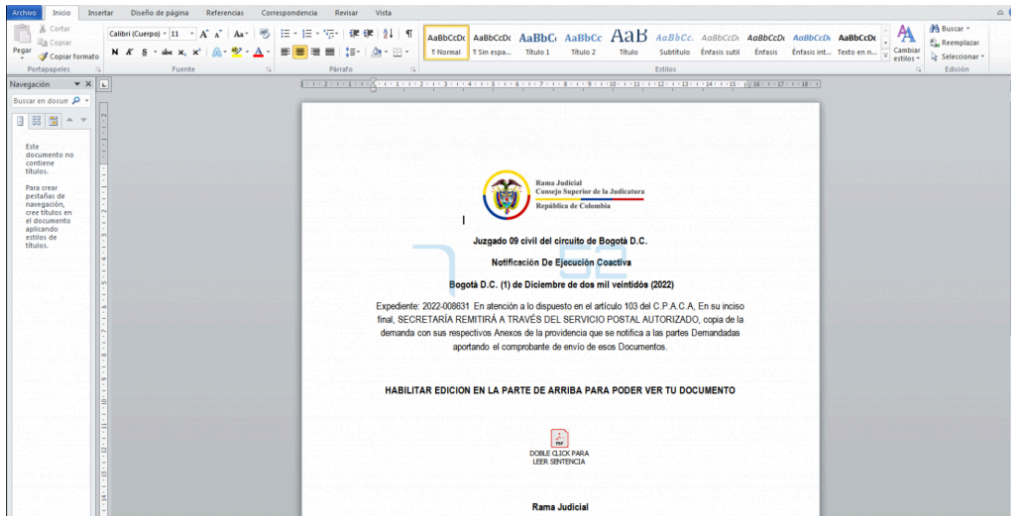 Archivo Inicio Insertar Diseño de página Referencias Correspondencia Revisar Vista
Cortar
Copiar
Copiar formato
Pegar
Portapapeles
Calibri (Cuerpo) 11
Fuente
Párrafo
AaBbCcDc AaBbCcDc AaBbC AaBbCc AaB AaBbCc. AaBbCcDc AaBbCcDc AaBbCcDc AaBbCcDc
¶ Normal ¶ Sin espa... Título 1 Título 2 Título Subtítulo Énfasis sutil Énfasis Énfasis int... Texto en n...
Estilos
Cambiar
estilos
Buscar
Reemplazar
Seleccionar
Edición
Navegación
Buscar en docum
Este
documento no
contiene
títulos.
Para crear
pestañas de
navegación,
cree títulos en
el documento
aplicando
estilos de
títulos.
Rama Judicial
Consejo Superior de la Judicatura
República de Colombia
Juzgado 09 civil del circuito de Bogotá D.C.
Notificación De Ejecución Coactiva
Bogotá D.C. (1) de Diciembre de dos mil veintidós (2022)
Expediente: 2022-008631 En atención a lo dispuesto en el artículo 103 del C.P.A.C.A, En su inciso
final, SECRETARÍA REMITIRÁ A TRAVÉS DEL SERVICIO POSTAL AUTORIZADO, copia de la
demanda con sus respectivos Anexos de la providencia que se notifica a las partes Demandadas
aportando el comprobante de envío de esos Documentos.
HABILITAR EDICION EN LA PARTE DE ARRIBA PARA PODER VER TU DOCUMENTO
PDF
DOBLE CLICK PARA
LEER SENTENCIA
Rama Judicial